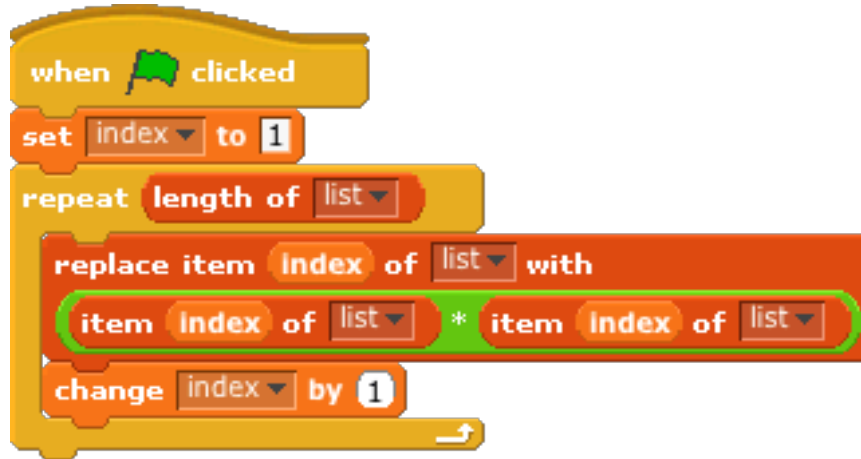 when clicked
set index to 1
repeat length of list
replace item index of list with
item index of list * item index of list
change index by 1